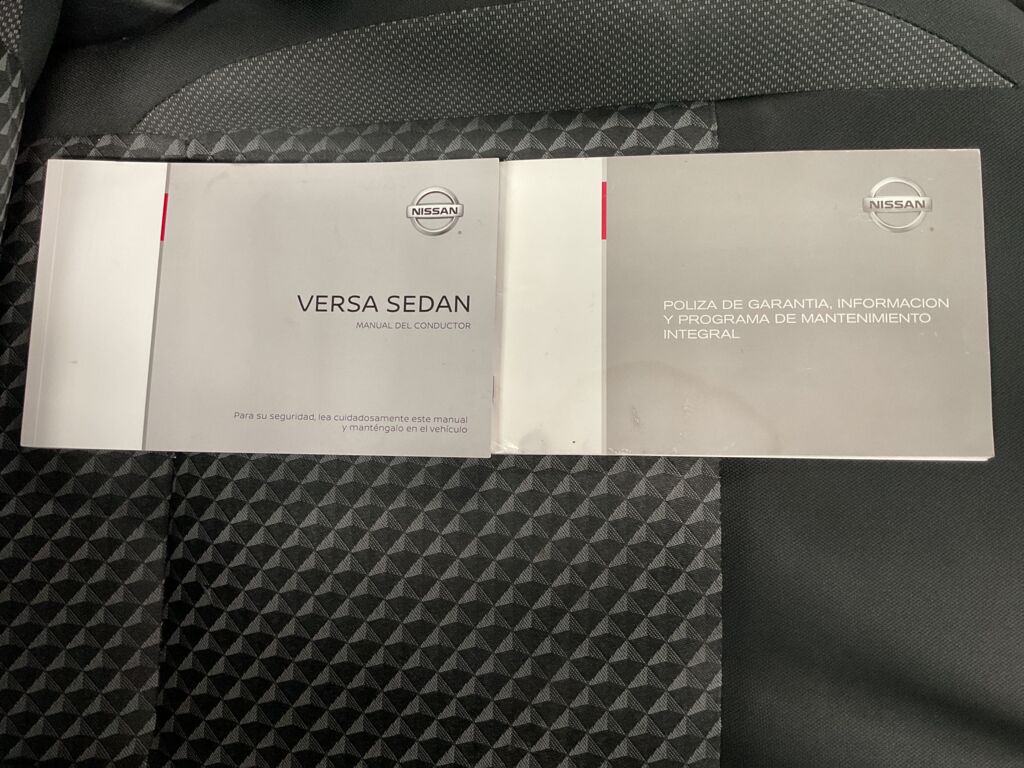 NISSAN
VERSA SEDAN
MANUAL DEL CONDUCTOR
Para su seguridad, lea cuidadosamente este manual
y manténgalo en el vehículo
NISSAN
POLIZA DE GARANTIA, INFORMACION
Y PROGRAMA DE MANTENIMIENTO
INTEGRAL